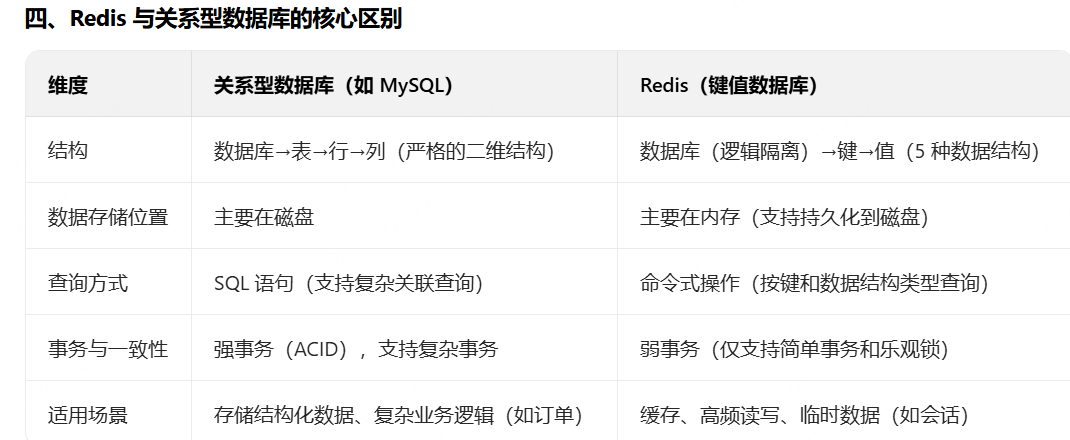 四、Redis 与关系型数据库的核心区别
维度 关系型数据库（如 MySQL） Redis（键值数据库）
结构 数据库→表→行→列（严格的二维结构） 数据库（逻辑隔离）→键→值（5 种数据结构）
数据存储位置 主要在磁盘 主要在内存（支持持久化到磁盘）
查询方式 SQL 语句（支持复杂关联查询） 命令式操作（按键和数据结构类型查询）
事务与一致性 强事务（ACID），支持复杂事务 弱事务（仅支持简单事务和乐观锁）
适用场景 存储结构化数据、复杂业务逻辑（如订单） 缓存、高频读写、临时数据（如会话）